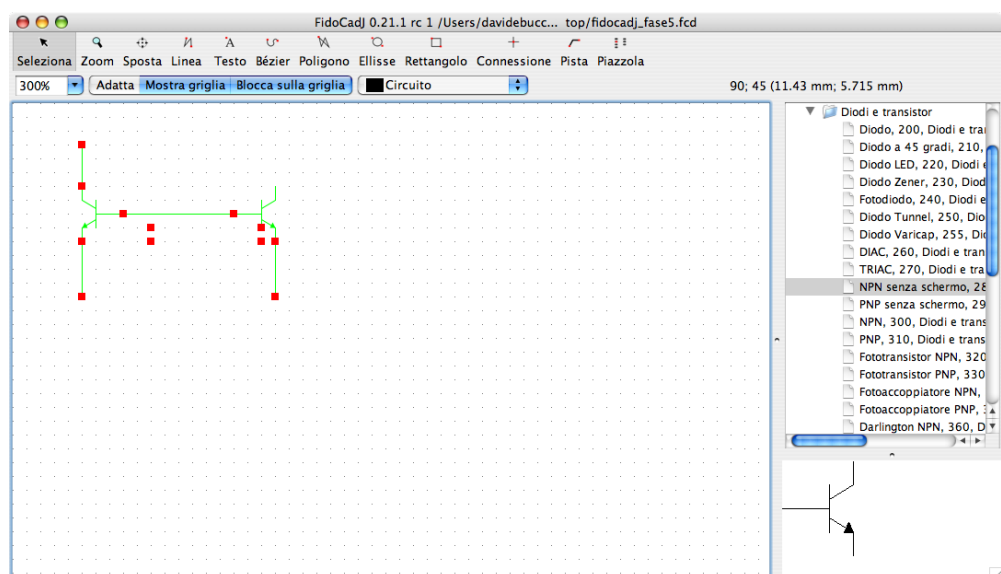 FidoCadJ 0.21.1 rc 1 /Users/davidebucc... top/fidocadj_fase5.fcd
Seleziona Zoom Sposta Linea Testo Bézier Poligono Ellisse Rettangolo Connessione Pista Piazzola
300% Adatta Mostra griglia Blocca sulla griglia Circuito 90; 45 (11.43 mm; 5.715 mm)
Diodi e transistor
Diodo, 200, Diodi e trai
Diodo a 45 gradi, 210,
Diodo LED, 220, Diodi e
Diodo Zener, 230, Diod
Fotodiodo, 240, Diodi e
Diodo Tunnel, 250, Dio
Diodo Varicap, 255, Dio
DIAC, 260, Diodi e tran
TRIAC, 270, Diodi e tra
NPN senza schermo, 28
PNP senza schermo, 29
NPN, 300, Diodi e trans
PNP, 310, Diodi e trans
Fototransistor NPN, 320
Fototransistor PNP, 330
Fotoaccoppiatore NPN,
Fotoaccoppiatore PNP, 3
Darlington NPN, 360, D